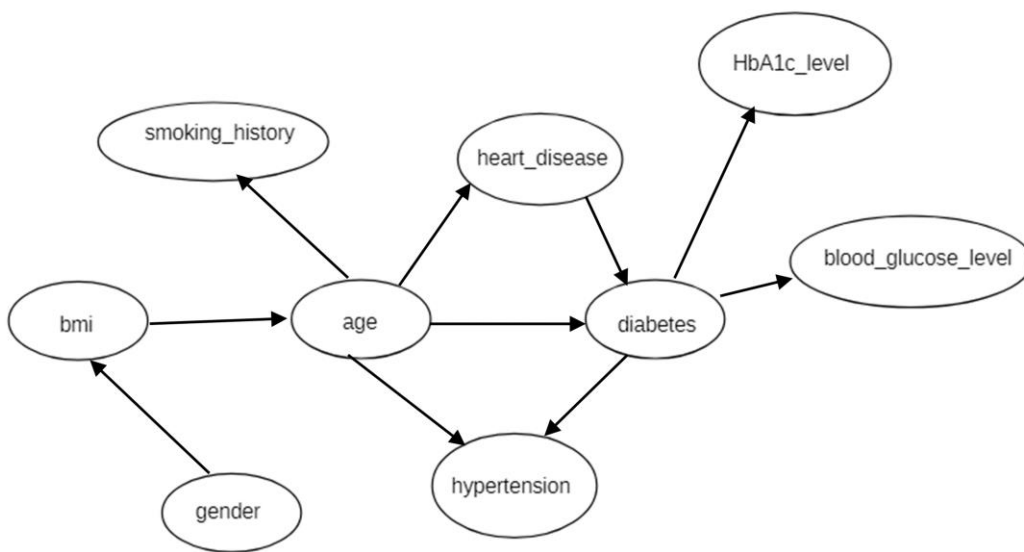 HbA1c_level
smoking_history
heart_disease
blood_glucose_level
bmi
age
diabetes
hypertension
gender